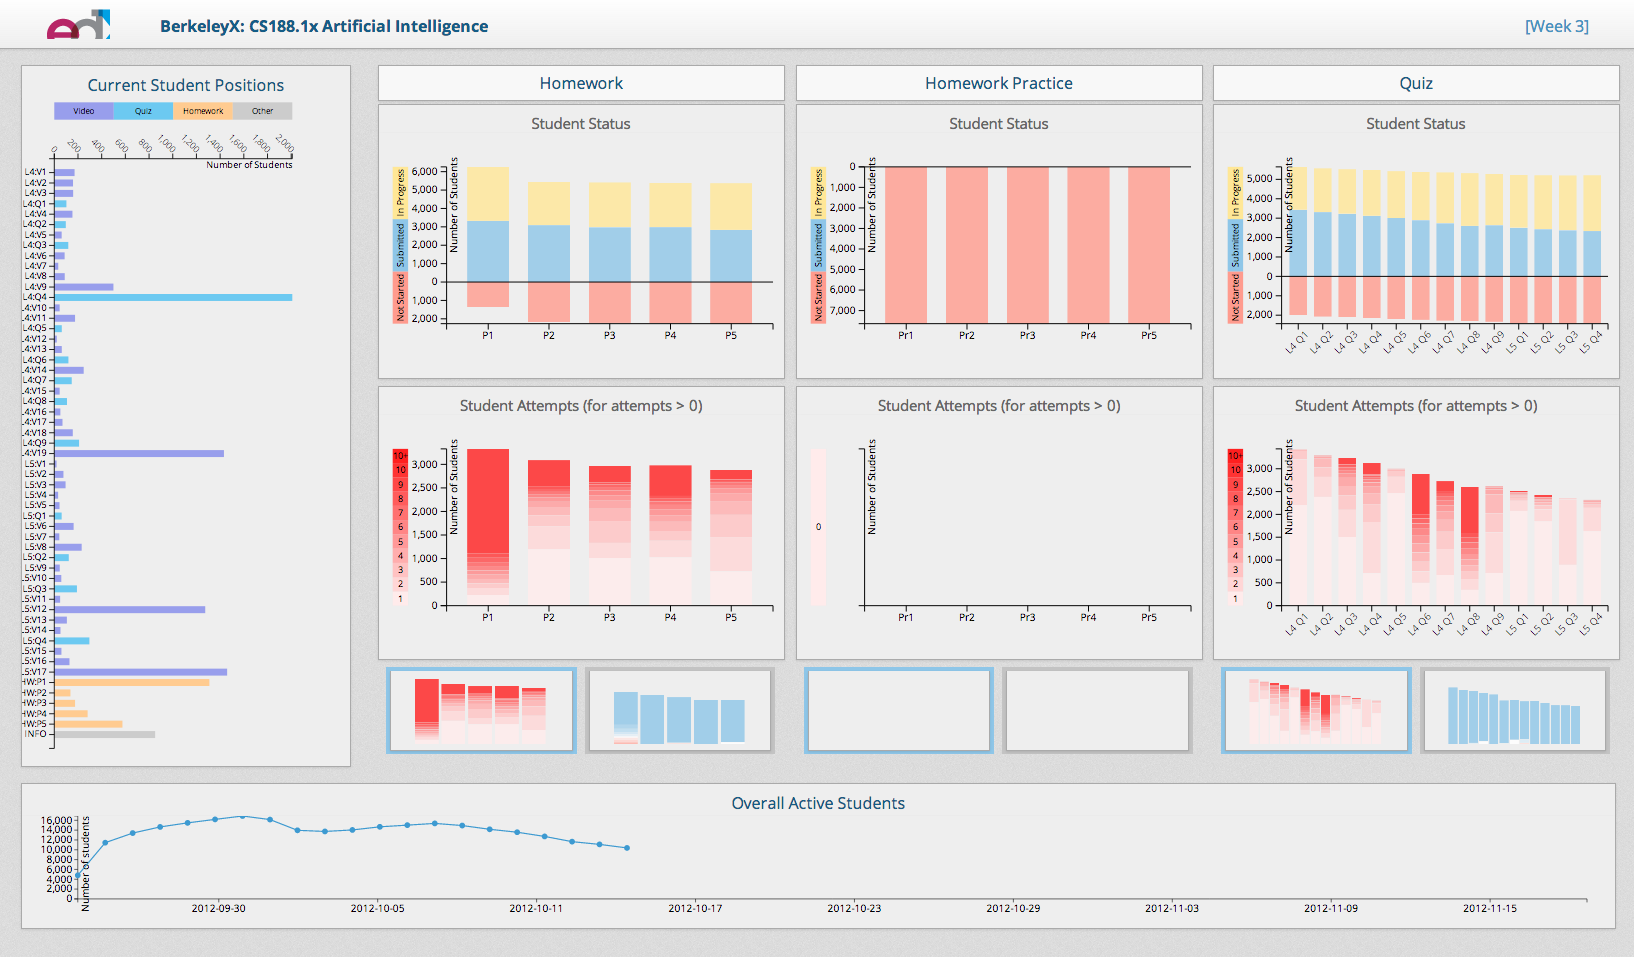 edX
BerkeleyX: CS188.1x Artificial Intelligence
[Week 3]
Current Student Positions
Video Quiz Homework Other
0 200 400 600 800 1,000 1,200 1,400 1,600 1,800 2,000
Number of Students
L4:V1
L4:V2
L4:V3
L4:Q1
L4:V4
L4:Q2
L4:V5
L4:Q3
L4:V6
L4:V7
L4:V8
L4:V9
L4:Q4
L4:V10
L4:V11
L4:Q5
L4:V12
L4:V13
L4:Q6
L4:V14
L4:Q7
L4:V15
L4:Q8
L4:V16
L4:V17
L4:V18
L4:Q9
L4:V19
L5:V1
L5:V2
L5:V3
L5:V4
L5:V5
L5:Q1
L5:V6
L5:V7
L5:V8
L5:Q2
L5:V9
L5:V10
L5:Q3
L5:V11
L5:V12
L5:V13
L5:V14
L5:Q4
L5:V15
L5:V16
L5:V17
HW:P1
HW:P2
HW:P3
HW:P4
HW:P5
INFO
Homework
Student Status
In Progress
Submitted
Not Started
Number of Students
6,000
5,000
4,000
3,000
2,000
1,000
0
1,000
2,000
P1 P2 P3 P4 P5
Student Attempts (for attempts > 0)
10+
10
9
8
7
6
5
4
3
2
1
Number of Students
3,000
2,500
2,000
1,500
1,000
500
0
P1 P2 P3 P4 P5
Homework Practice
Student Status
In Progress
Submitted
Not Started
Number of Students
0
1,000
2,000
3,000
4,000
5,000
6,000
7,000
Pr1 Pr2 Pr3 Pr4 Pr5
Student Attempts (for attempts > 0)
0
Number of Students
Pr1 Pr2 Pr3 Pr4 Pr5
Quiz
Student Status
In Progress
Submitted
Not Started
Number of Students
5,000
4,000
3,000
2,000
1,000
0
1,000
2,000
L4 Q1 L4 Q2 L4 Q3 L4 Q4 L4 Q5 L4 Q6 L4 Q7 L4 Q8 L4 Q9 L5 Q1 L5 Q2 L5 Q3 L5 Q4
Student Attempts (for attempts > 0)
10+
10
9
8
7
6
5
4
3
2
1
Number of Students
3,000
2,500
2,000
1,500
1,000
500
0
L4 Q1 L4 Q2 L4 Q3 L4 Q4 L4 Q5 L4 Q6 L4 Q7 L4 Q8 L4 Q9 L5 Q1 L5 Q2 L5 Q3 L5 Q4
Overall Active Students
Number of students
16,000
14,000
12,000
10,000
8,000
6,000
4,000
2,000
0
2012-09-30 2012-10-05 2012-10-11 2012-10-17 2012-10-23 2012-10-29 2012-11-03 2012-11-09 2012-11-15